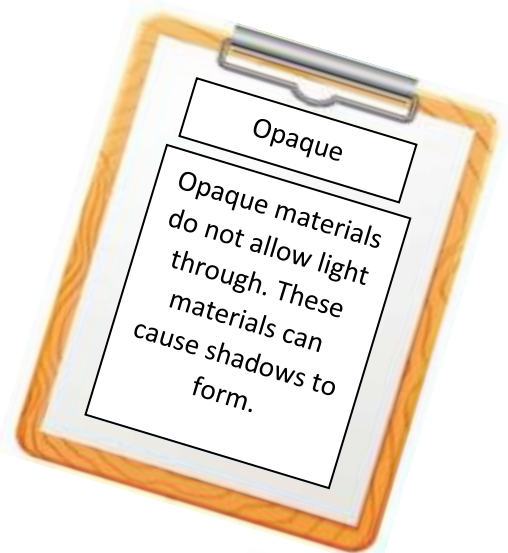 Opaque
Opaque materials
do not allow light
through. These
materials can
cause shadows to
form.